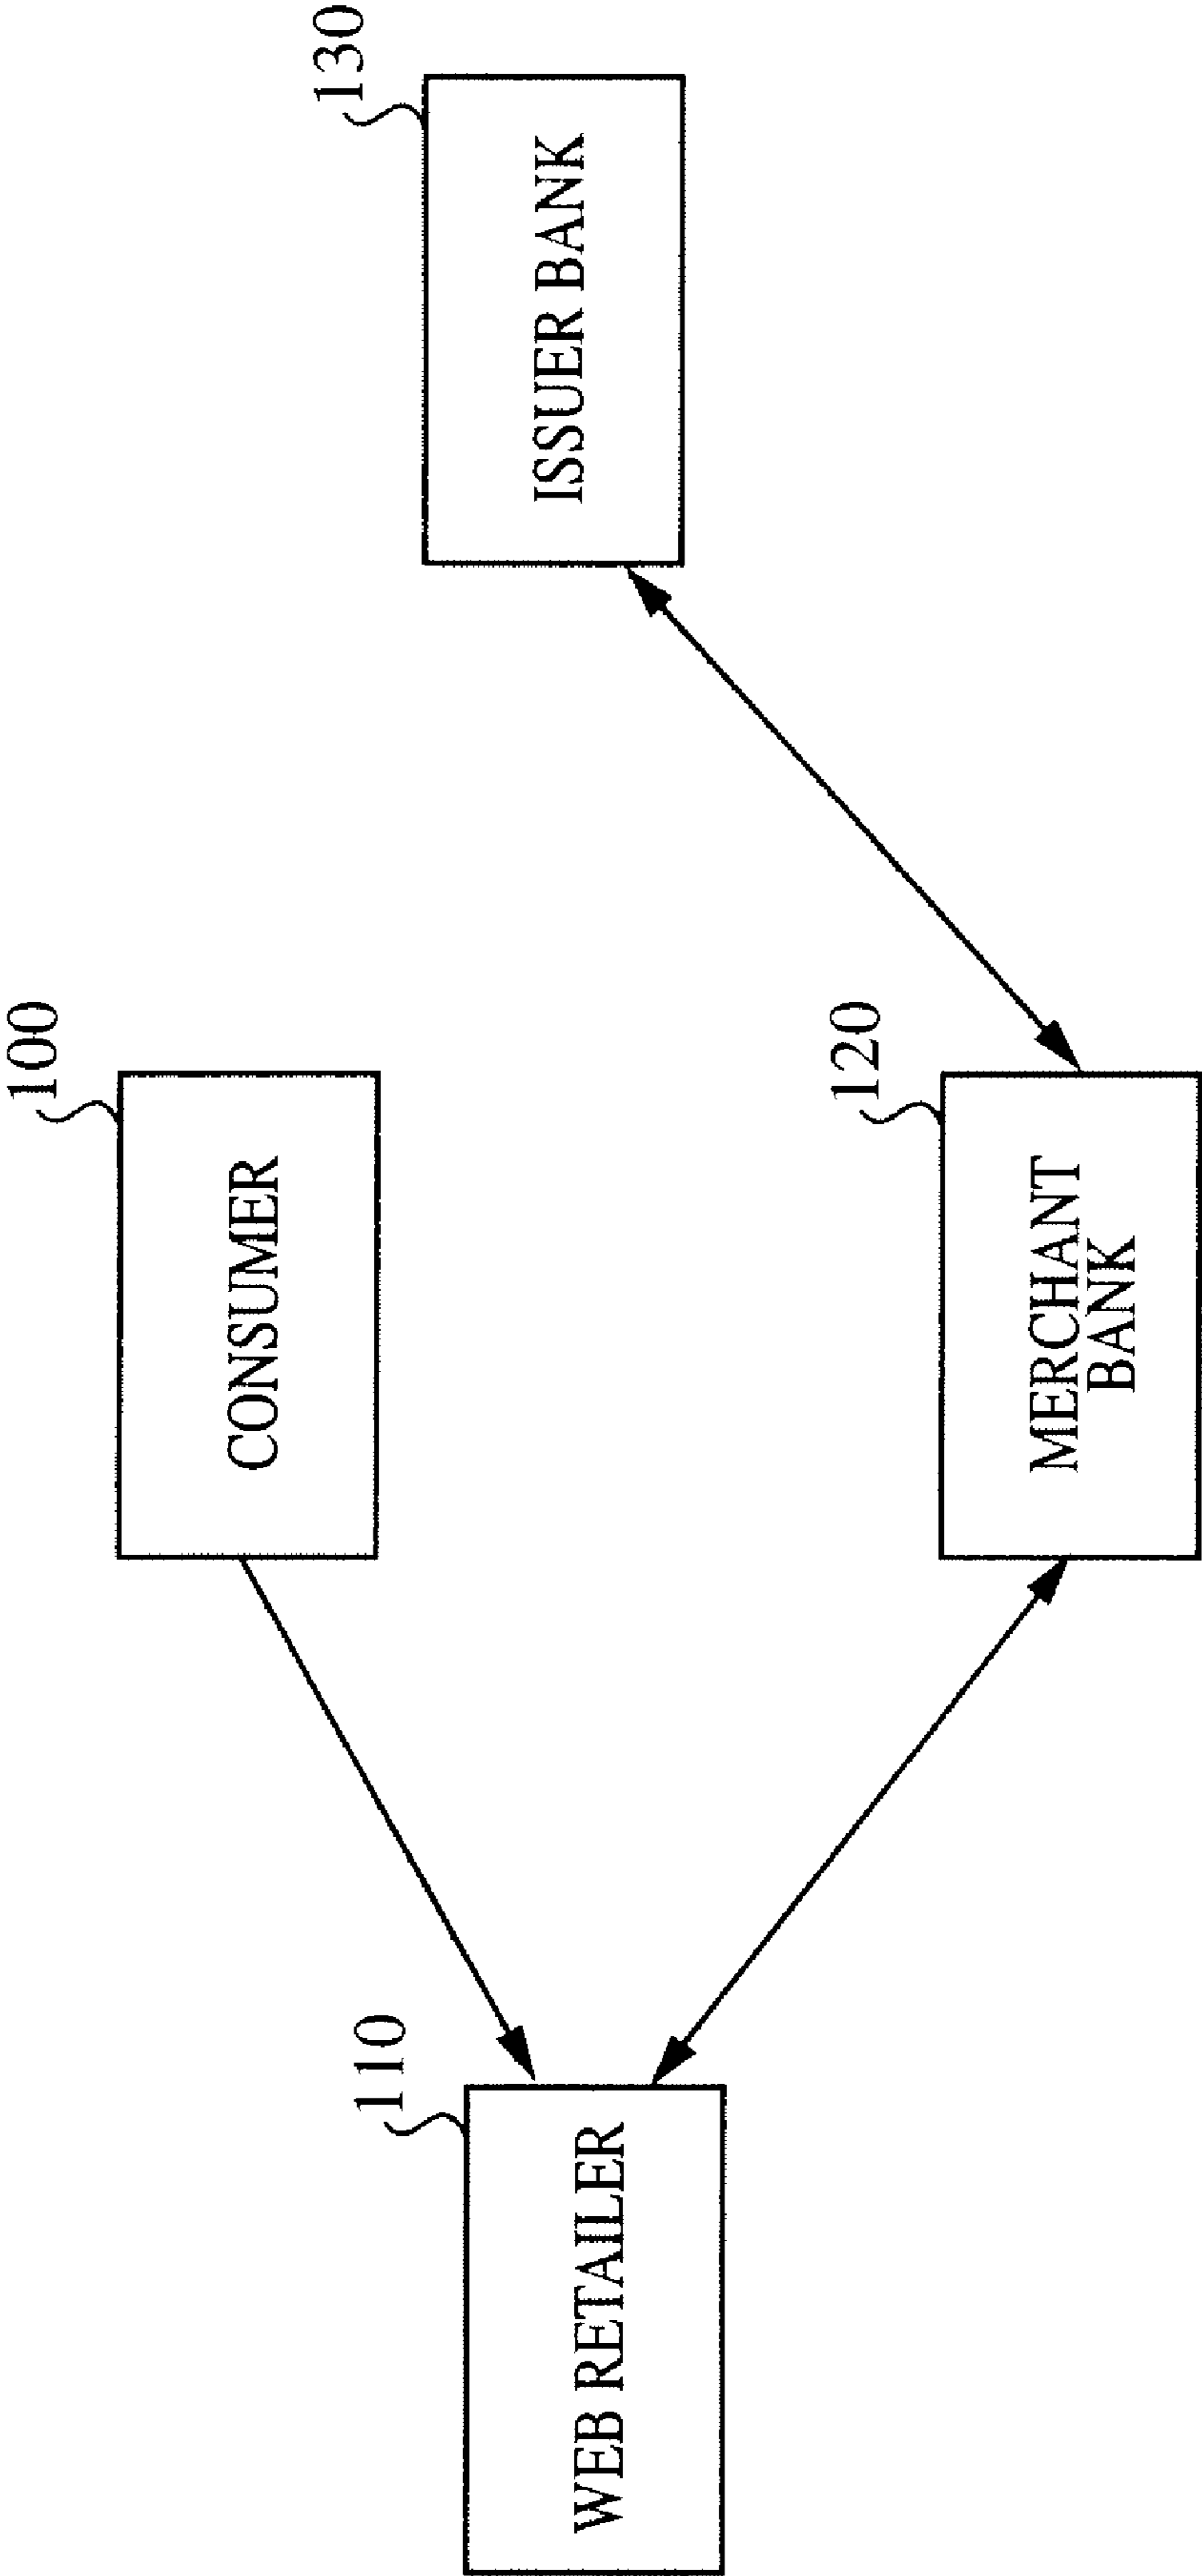 100
CONSUMER
130
ISSUER BANK
110
WEB RETAILER
120
MERCHANT
BANK